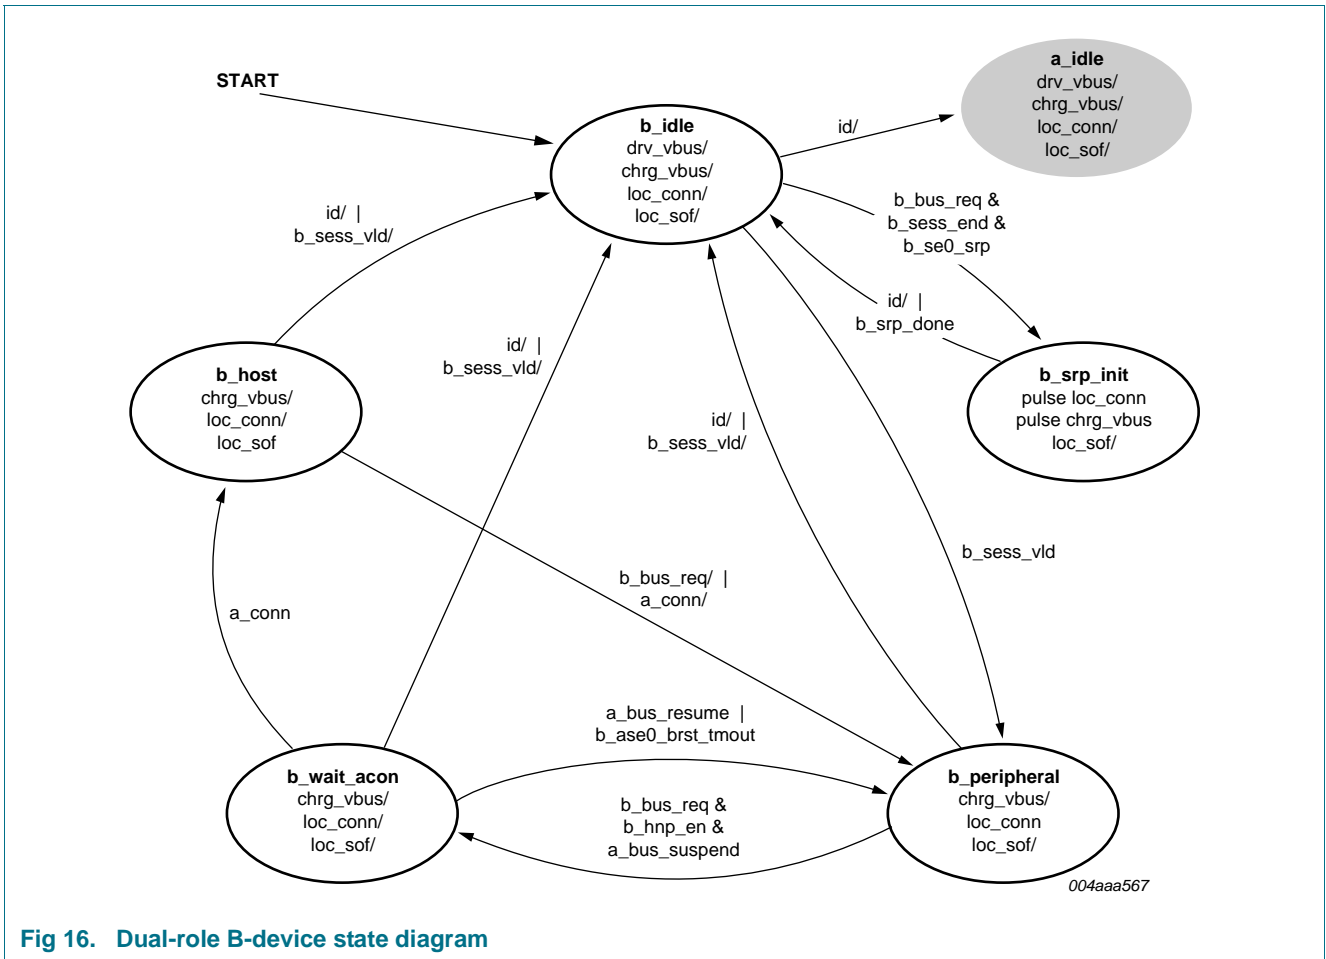 START
a_idle
drv_vbus/
chrg_vbus/
loc_conn/
loc_sof/
b_idle
drv_vbus/
chrg_vbus/
loc_conn/
loc_sof/
id/
b_bus_req &
b_sess_end &
b_se0_srp
id/ |
b_sess_vld/
id/ |
b_srp_done
id/ |
b_sess_vld/
b_host
chrg_vbus/
loc_conn/
loc_sof
b_srp_init
pulse loc_conn
pulse chrg_vbus
loc_sof/
id/ |
b_sess_vld/
b_sess_vld
b_bus_req/ |
a_conn/
a_conn
a_bus_resume |
b_ase0_brst_tmout
b_wait_acon
chrg_vbus/
loc_conn/
loc_sof/
b_bus_req &
b_hnp_en &
a_bus_suspend
b_peripheral
chrg_vbus/
loc_conn
loc_sof/
004aaa567
Fig 16. Dual-role B-device state diagram